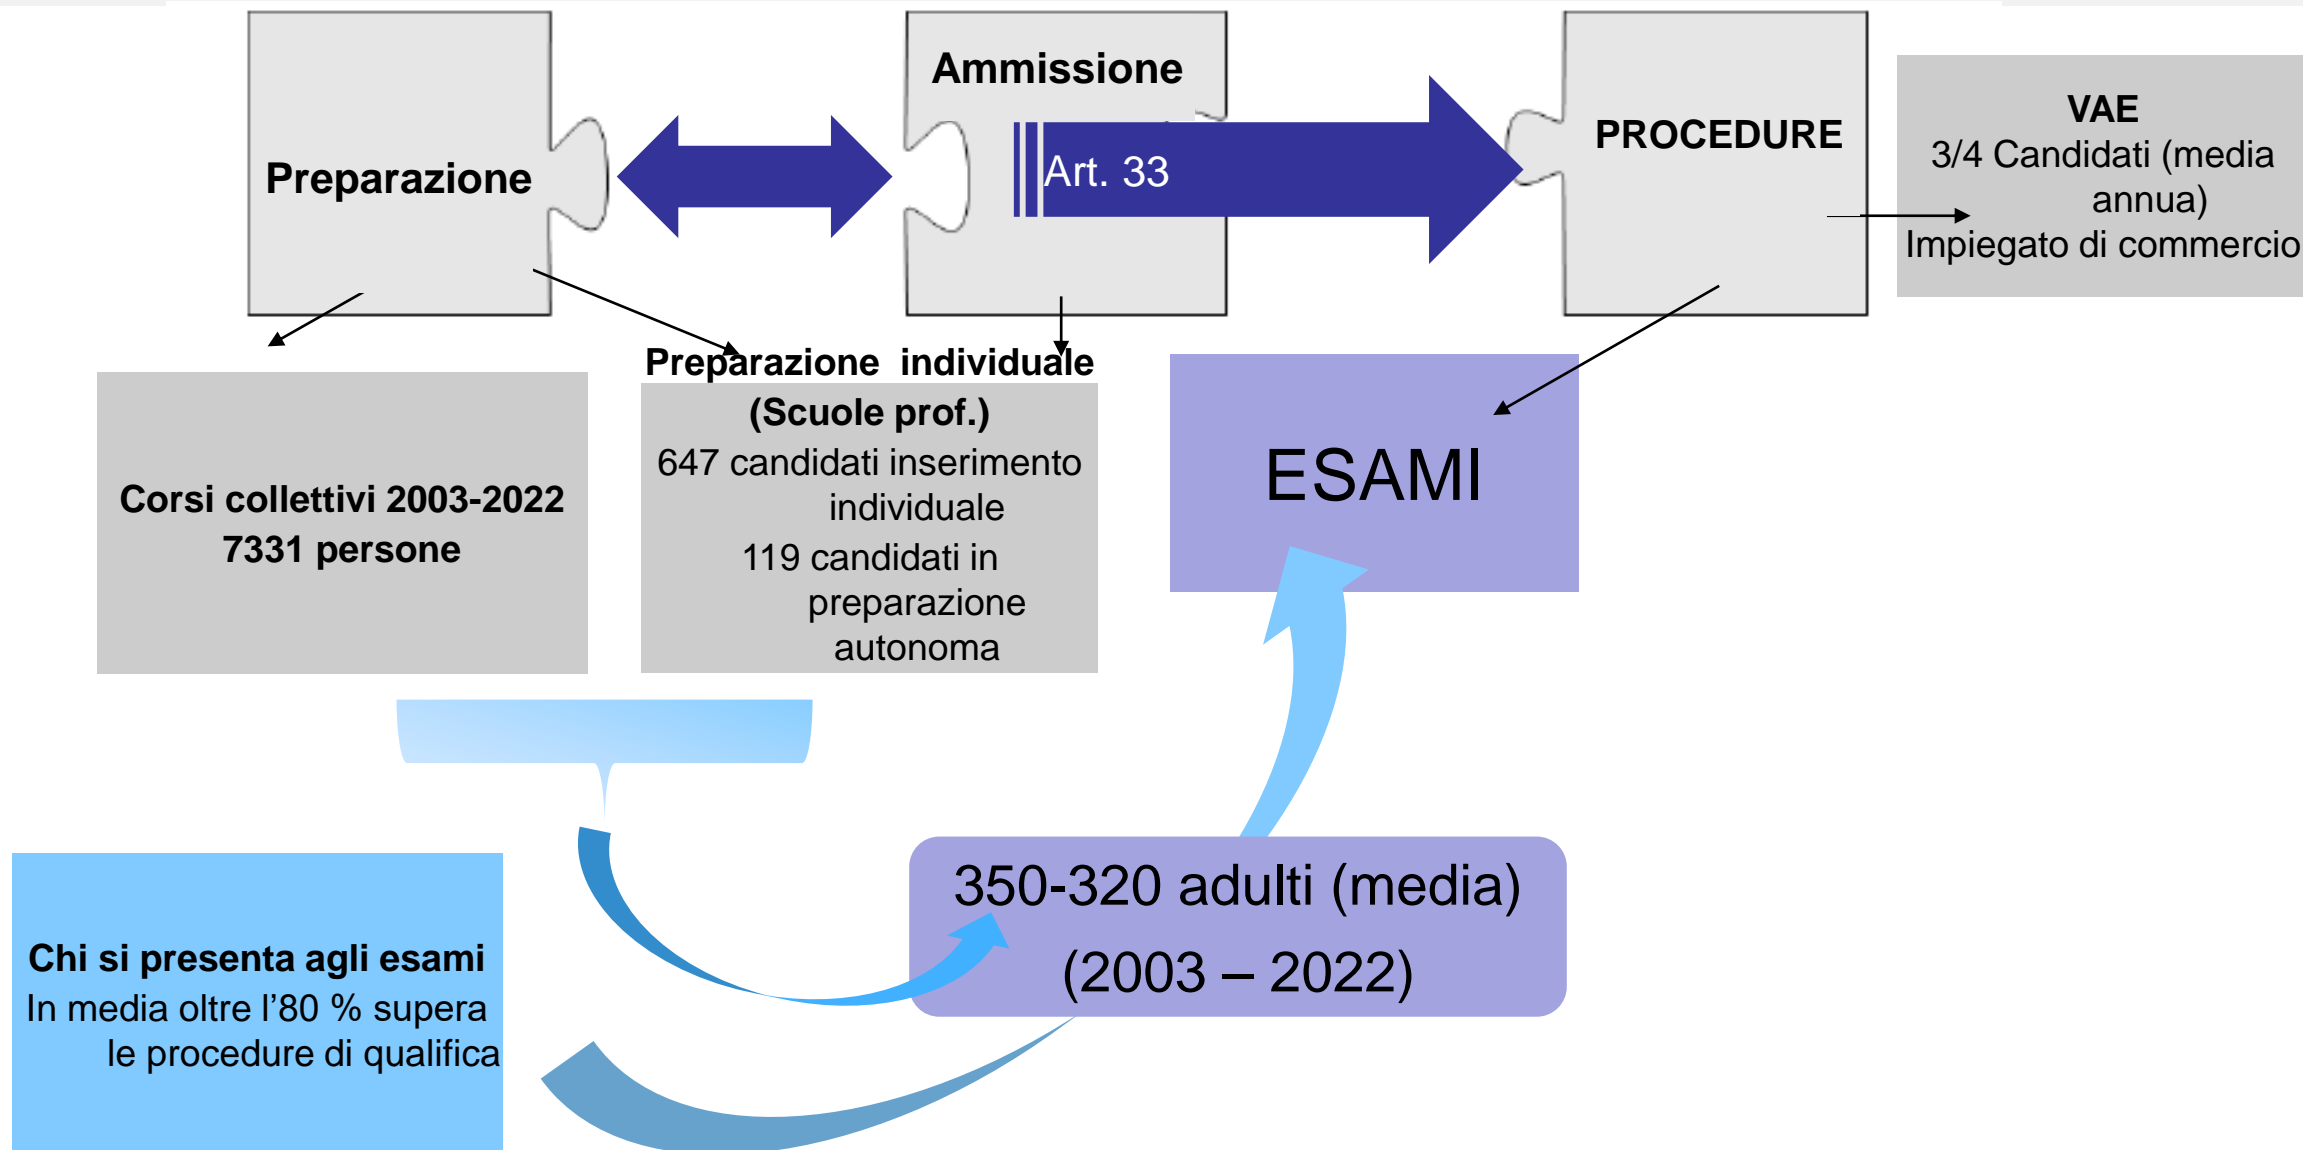 Preparazione
Ammissione
Art. 33
PROCEDURE
VAE
3/4 Candidati (media
annua)
Impiegato di commercio
Corsi collettivi 2003-2022
7331 persone
Preparazione individuale
(Scuole prof.)
647 candidati inserimento
individuale
119 candidati in
preparazione
autonoma
ESAMI
350-320 adulti (media)
(2003 – 2022)
Chi si presenta agli esami
In media oltre l’80 % supera
le procedure di qualifica